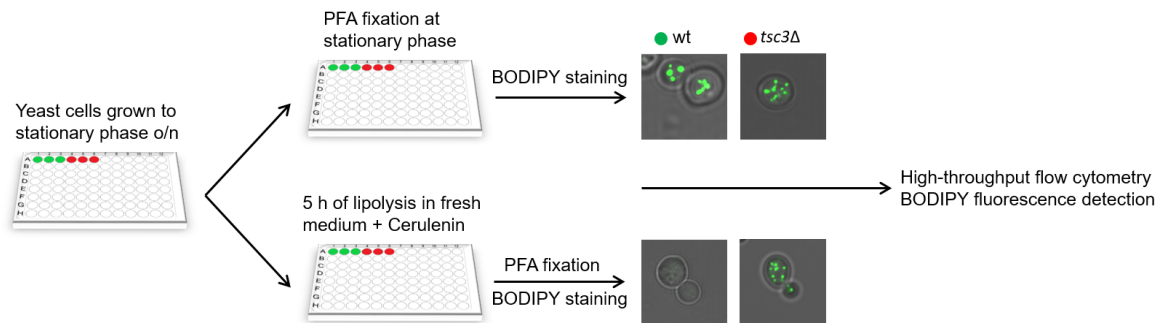 PFA fixation at
stationary phase
wt
tsc3Δ
BODIPY staining
Yeast cells grown to
stationary phase o/n
5 h of lipolysis in fresh
medium + Cerulenin
PFA fixation
BODIPY staining
High-throughput flow cytometry
BODIPY fluorescence detection
A
B
C
D
E
F
G
H
A
B
C
D
E
F
G
H
A
B
C
D
E
F
G
H